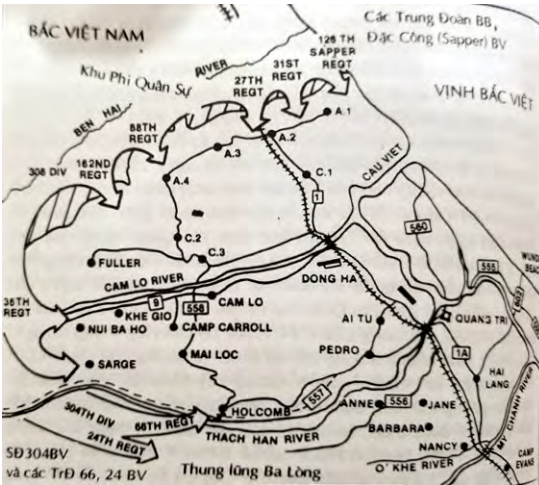 BẮC VIỆT NAM
Các Trung Đoàn BB,
Đặc Công (Sapper) BV
126 TH
SAPPER
REGT
31ST
REGT
27TH
REGT
RIVER
Khu Phi Quân Sự
VỊNH BẮC VIỆT
BEN HAI
88TH
REGT
162ND
REGT
308 DIV
A.1
A.2
A.3
A.4
C.1
1
CAU VIET
C.2
C.3
FULLER
CAM LO RIVER
DONG HA
560
555
36TH
REGT
9
558
CAM LO
KHE GIO
NUI BA HO
CAMP CARROLL
AI TU
QUANG TRI
MAI LOC
PEDRO
1A
HAI
LANG
SARGE
HOLCOMB
557
ANNE
556
JANE
304TH DIV
66TH REGT
24TH REGT
THACH HAN RIVER
BARBARA
MY CHANH RIVER
NANCY
CAMP
EVANS
O' KHE RIVER
SĐ304BV
và các TrĐ 66, 24 BV
Thung lũng Ba Lòng